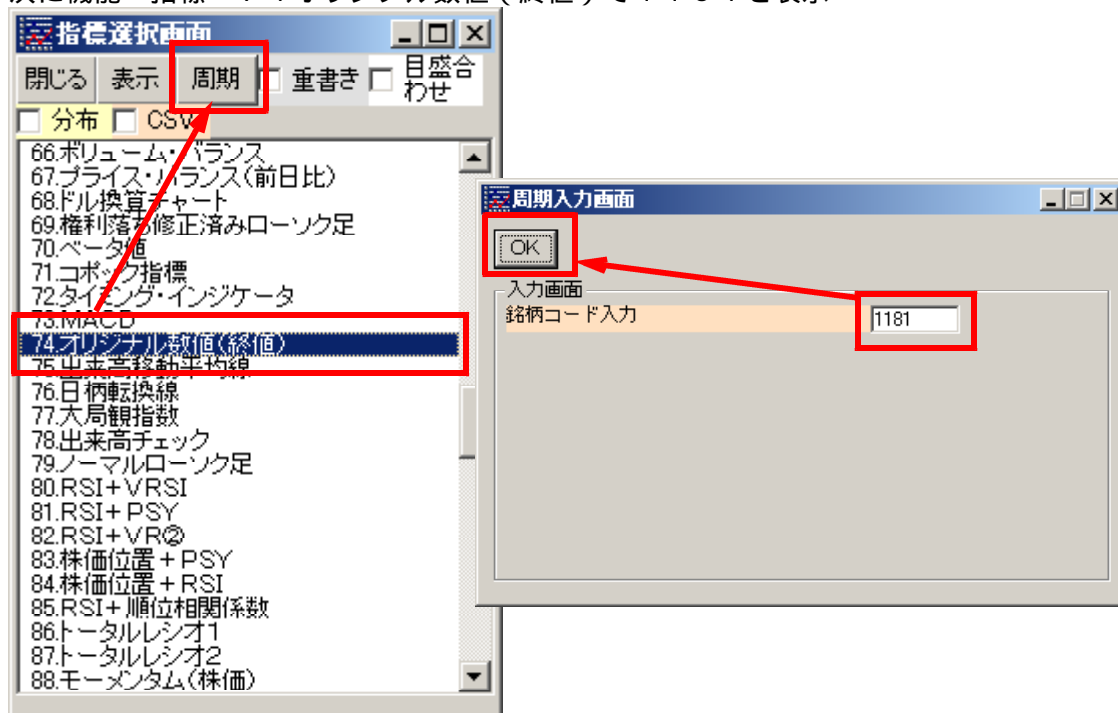 指標選択画面
閉じる 表示 周期 重書き 目盛合わせ
分布 CSV
66.ボリューム・バランス
67.プライス・バランス(前日比)
68.ドル換算チャート
69.権利落ち修正済みローソク足
70.ベータ値
71.コポック指標
72.タイミング・インジケータ
73.MACD
74.オリジナル数値(終値)
75.出来高移動平均線
76.日柄転換線
77.大局観指数
78.出来高チェック
79.ノーマルローソク足
80.RSI+VRSI
81.RSI+PSY
82.RSI+VR②
83.株価位置+PSY
84.株価位置+RSI
85.RSI+順位相関係数
86.トータルレシオ1
87.トータルレシオ2
88.モーメンタム(株価)
周期入力画面
OK
入力画面
銘柄コード入力 1181